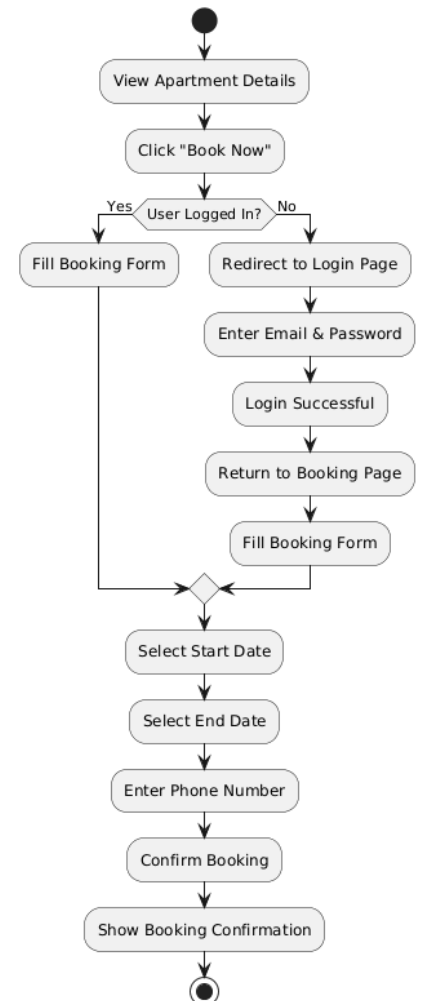 View Apartment Details
Click "Book Now"
Yes
User Logged In?
No
Fill Booking Form
Redirect to Login Page
Enter Email & Password
Login Successful
Return to Booking Page
Fill Booking Form
Select Start Date
Select End Date
Enter Phone Number
Confirm Booking
Show Booking Confirmation